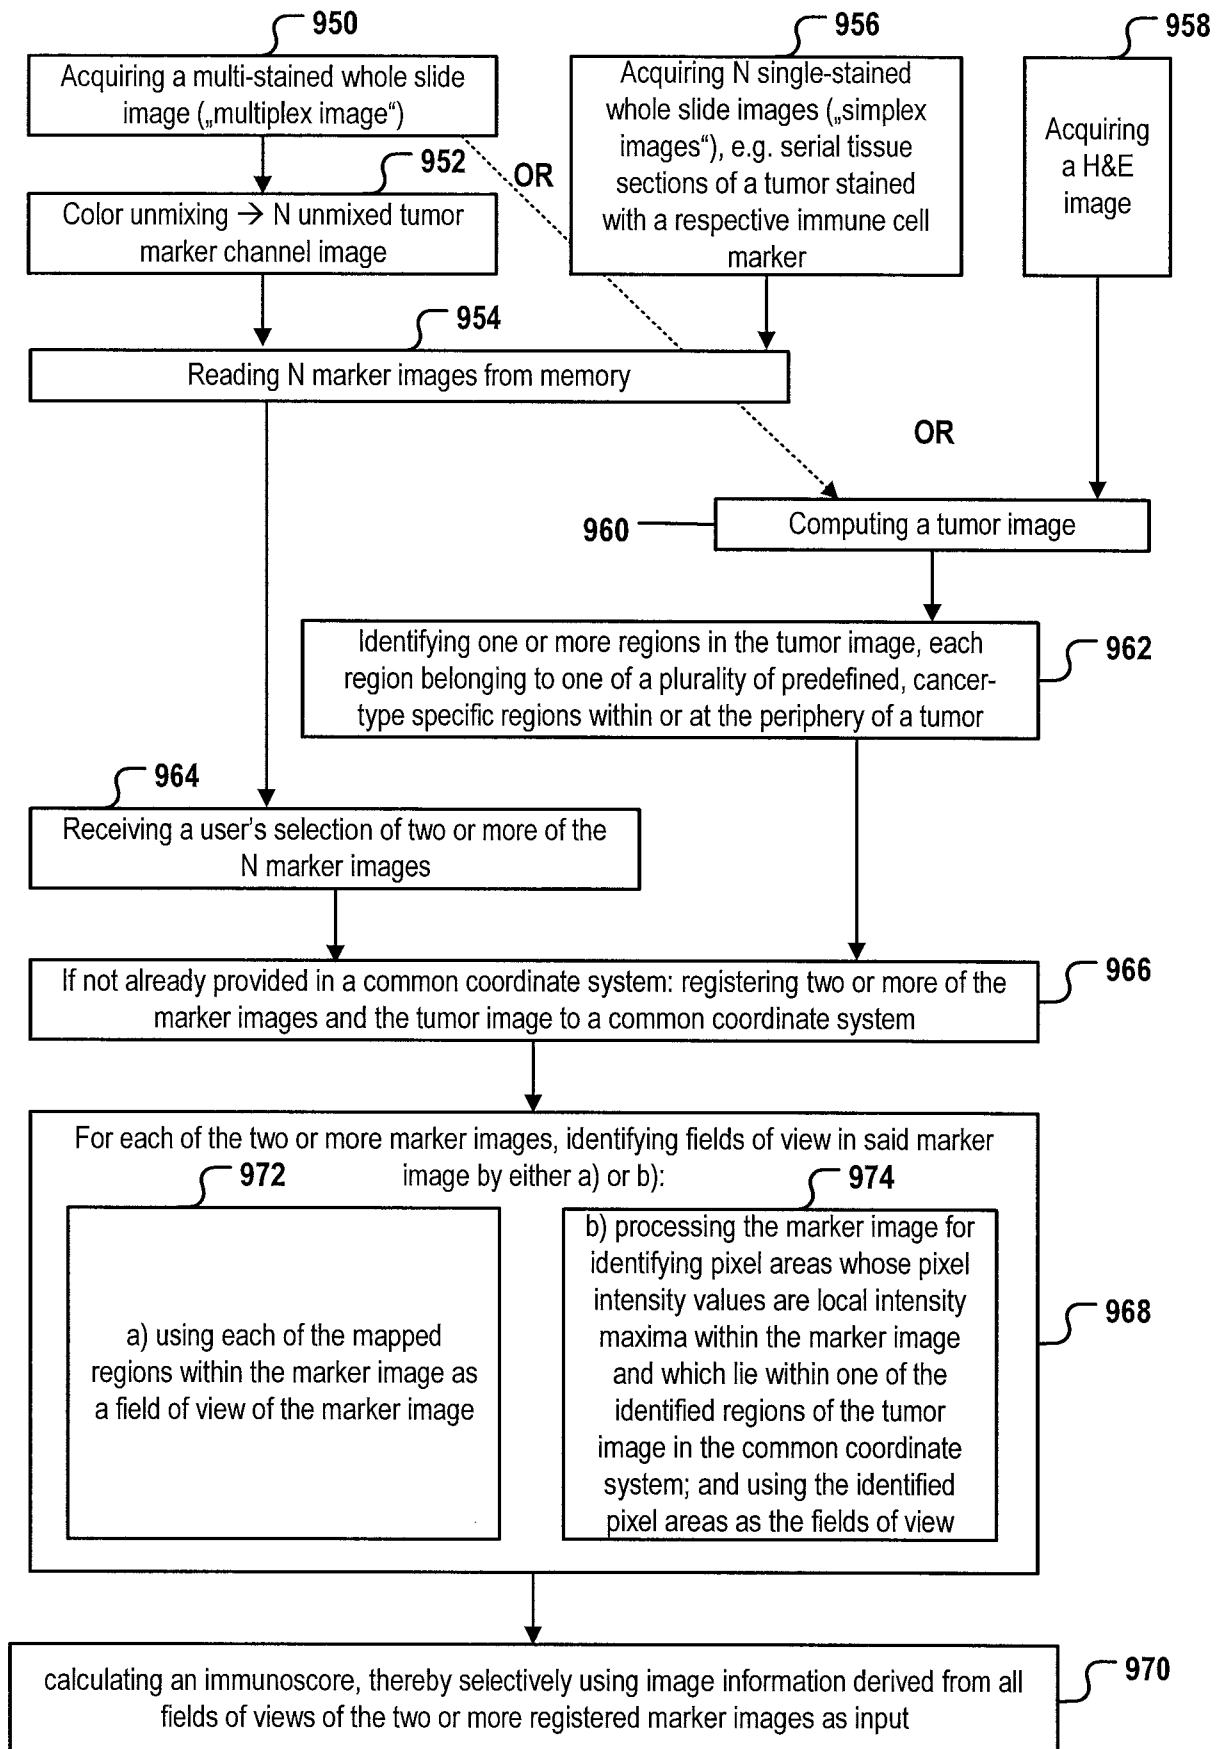 950
956
958
Acquiring a multi-stained whole slide
image („multiplex image“)
Acquiring N single-stained
whole slide images („simplex
images“), e.g. serial tissue
sections of a tumor stained
with a respective immune cell
marker
Acquiring
a H&E
image
952
OR
Color unmixing → N unmixed tumor
marker channel image
954
Reading N marker images from memory
OR
960
Computing a tumor image
Identifying one or more regions in the tumor image, each
region belonging to one of a plurality of predefined, cancer-
type specific regions within or at the periphery of a tumor
962
964
Receiving a user's selection of two or more of the
N marker images
If not already provided in a common coordinate system: registering two or more of the
marker images and the tumor image to a common coordinate system
966
For each of the two or more marker images, identifying fields of view in said marker
image by either a) or b):
972
974
a) using each of the mapped
regions within the marker image as
a field of view of the marker image
b) processing the marker image for
identifying pixel areas whose pixel
intensity values are local intensity
maxima within the marker image
and which lie within one of the
identified regions of the tumor
image in the common coordinate
system; and using the identified
pixel areas as the fields of view
968
calculating an immunoscore, thereby selectively using image information derived from all
fields of views of the two or more registered marker images as input
970